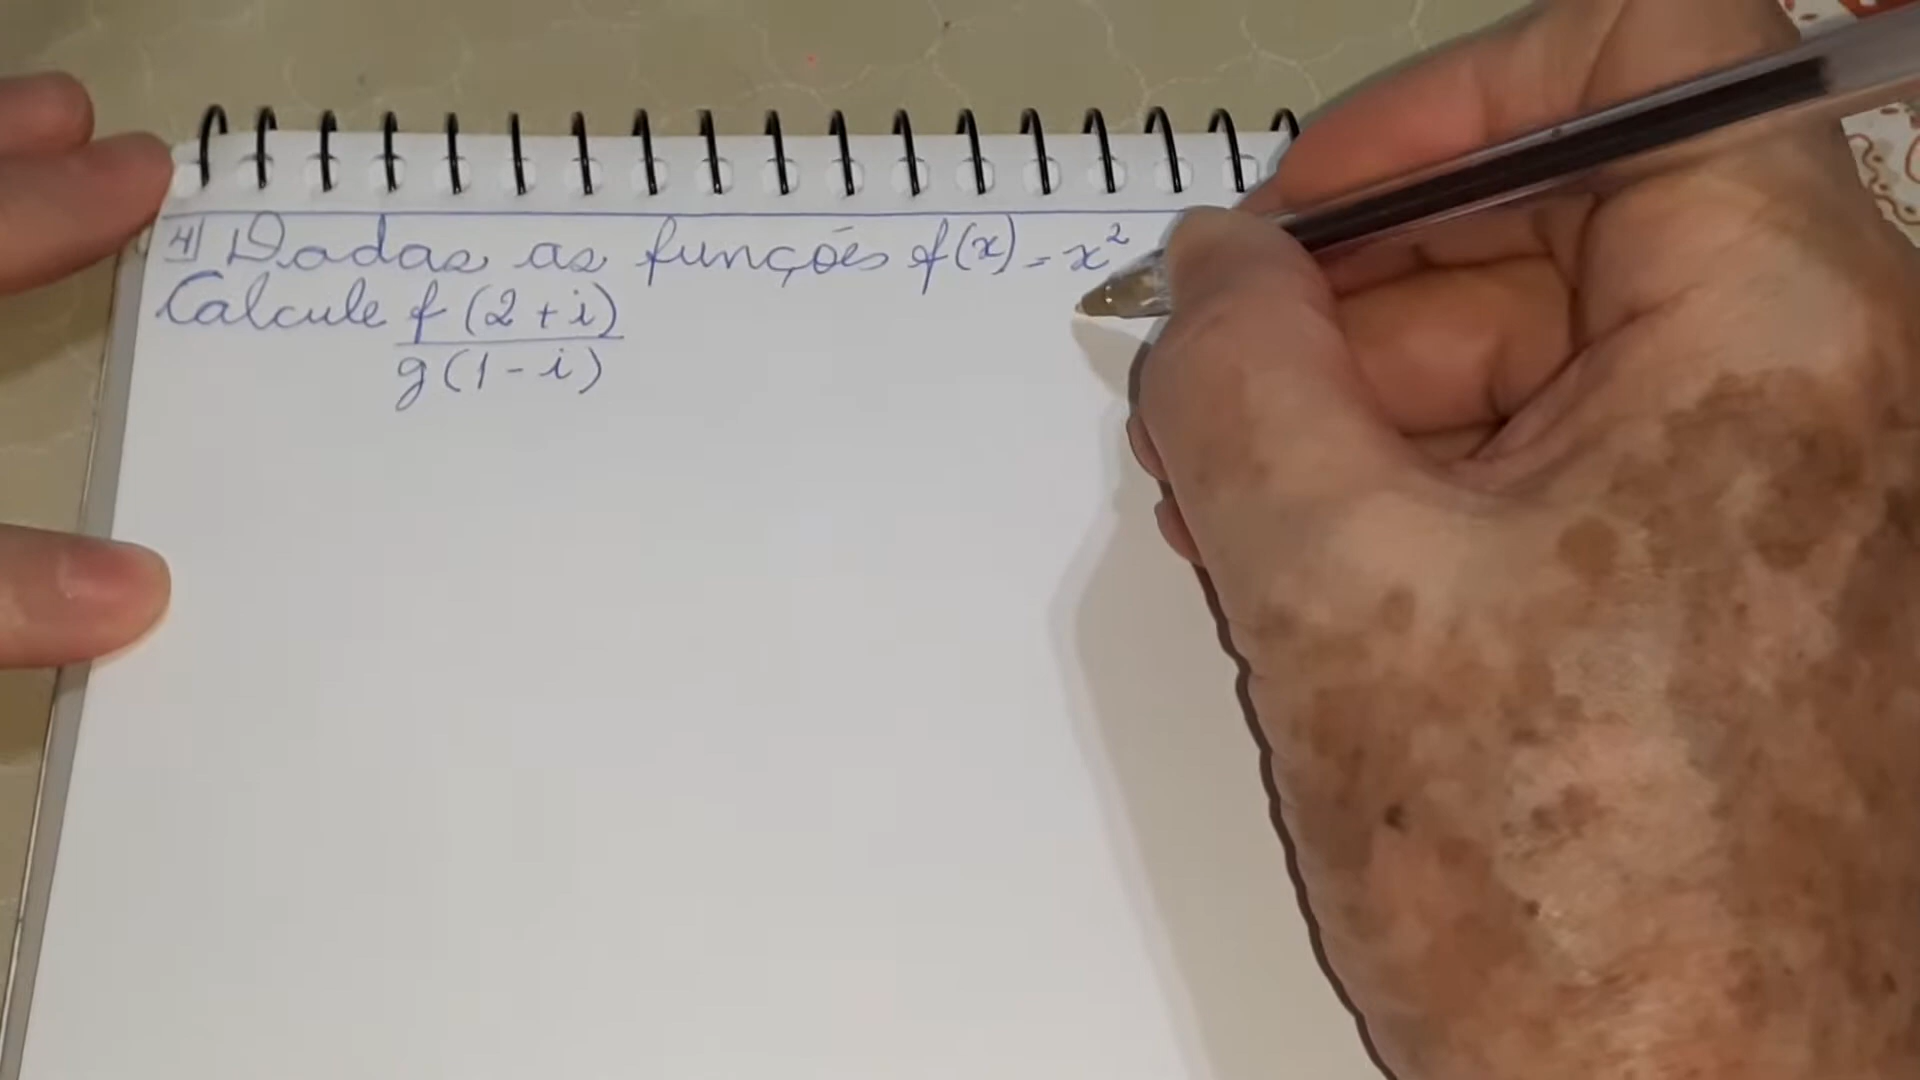 4) Dadas as funções f(x) = x²
Calcule f(2+i)
g(1-i)